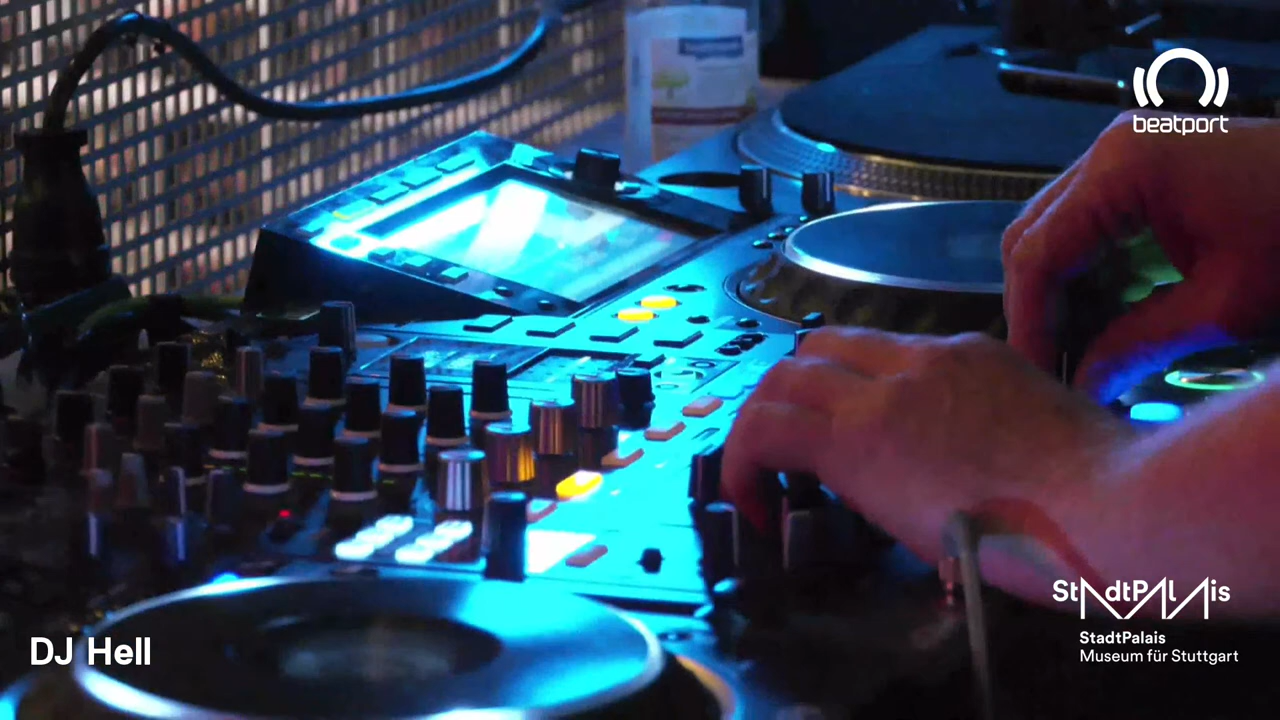 beatport
DJ Hell
StAdtPALAis
StadtPalais
Museum für Stuttgart